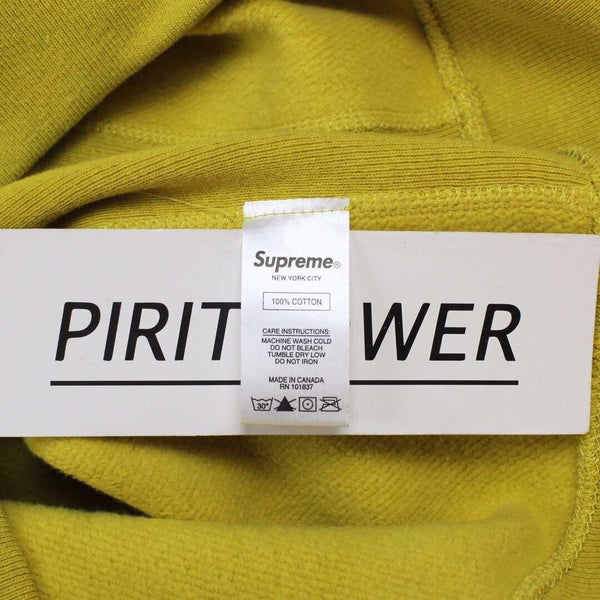 Supreme®
NEW YORK CITY
100% COTTON
CARE INSTRUCTIONS:
MACHINE WASH COLD
DO NOT BLEACH
TUMBLE DRY LOW
DO NOT IRON
MADE IN CANADA
RN 101837
30°
PIRIT WER